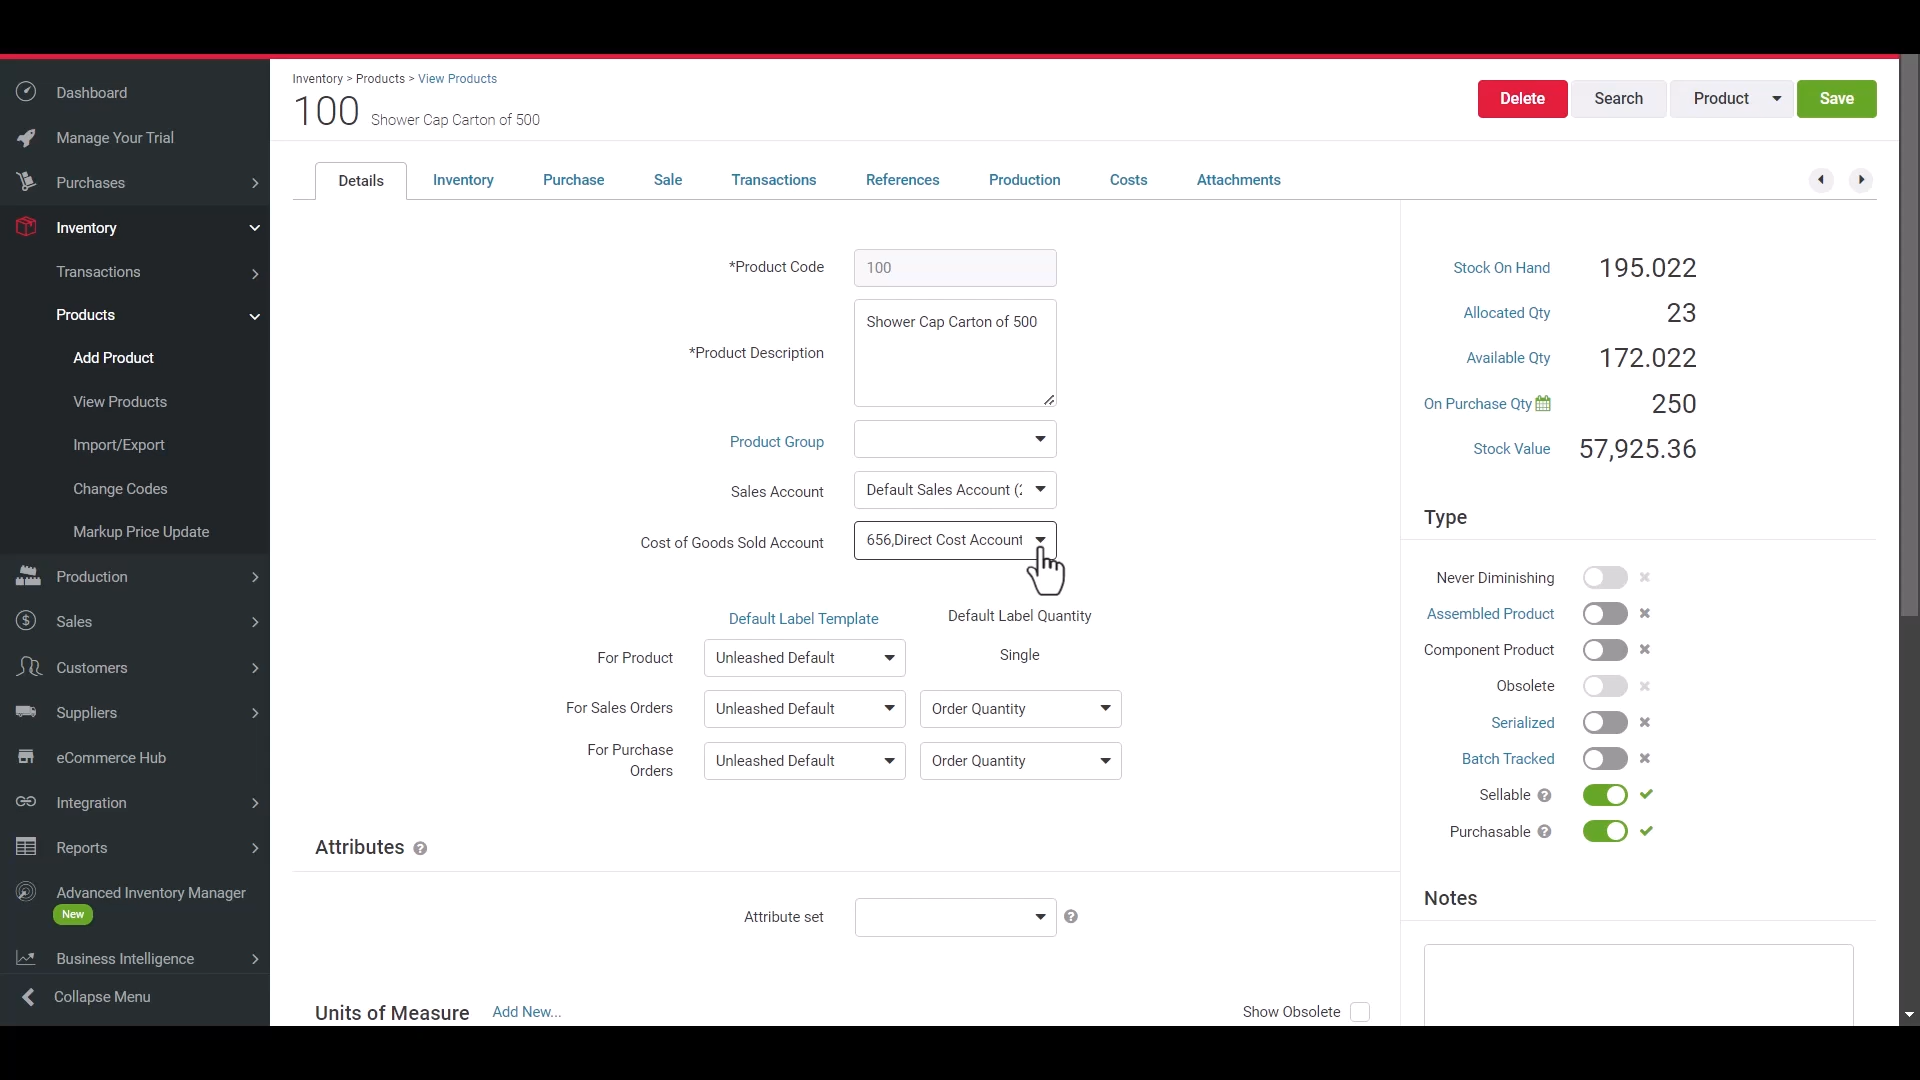 Inventory > Products > View Products
100 Shower Cap Carton of 500
Delete
Search
Product
Save
Dashboard
Manage Your Trial
Purchases
Inventory
Transactions
Products
Add Product
View Products
Import/Export
Change Codes
Markup Price Update
Production
Sales
Customers
Suppliers
eCommerce Hub
Integration
Reports
Advanced Inventory Manager
New
Business Intelligence
Collapse Menu
Details
Inventory
Purchase
Sale
Transactions
References
Production
Costs
Attachments
*Product Code 100
*Product Description Shower Cap Carton of 500
Product Group
Sales Account Default Sales Account (
Cost of Goods Sold Account 656,Direct Cost Account
Default Label Template Default Label Quantity
For Product Unleashed Default Single
For Sales Orders Unleashed Default Order Quantity
For Purchase
Orders
Unleashed Default Order Quantity
Attributes
Attribute set
Units of Measure Add New... Show Obsolete
Stock On Hand 195.022
Allocated Qty 23
Available Qty 172.022
On Purchase Qty 250
Stock Value 57,925.36
Type
Never Diminishing
Assembled Product
Component Product
Obsolete
Serialized
Batch Tracked
Sellable
Purchasable
Notes